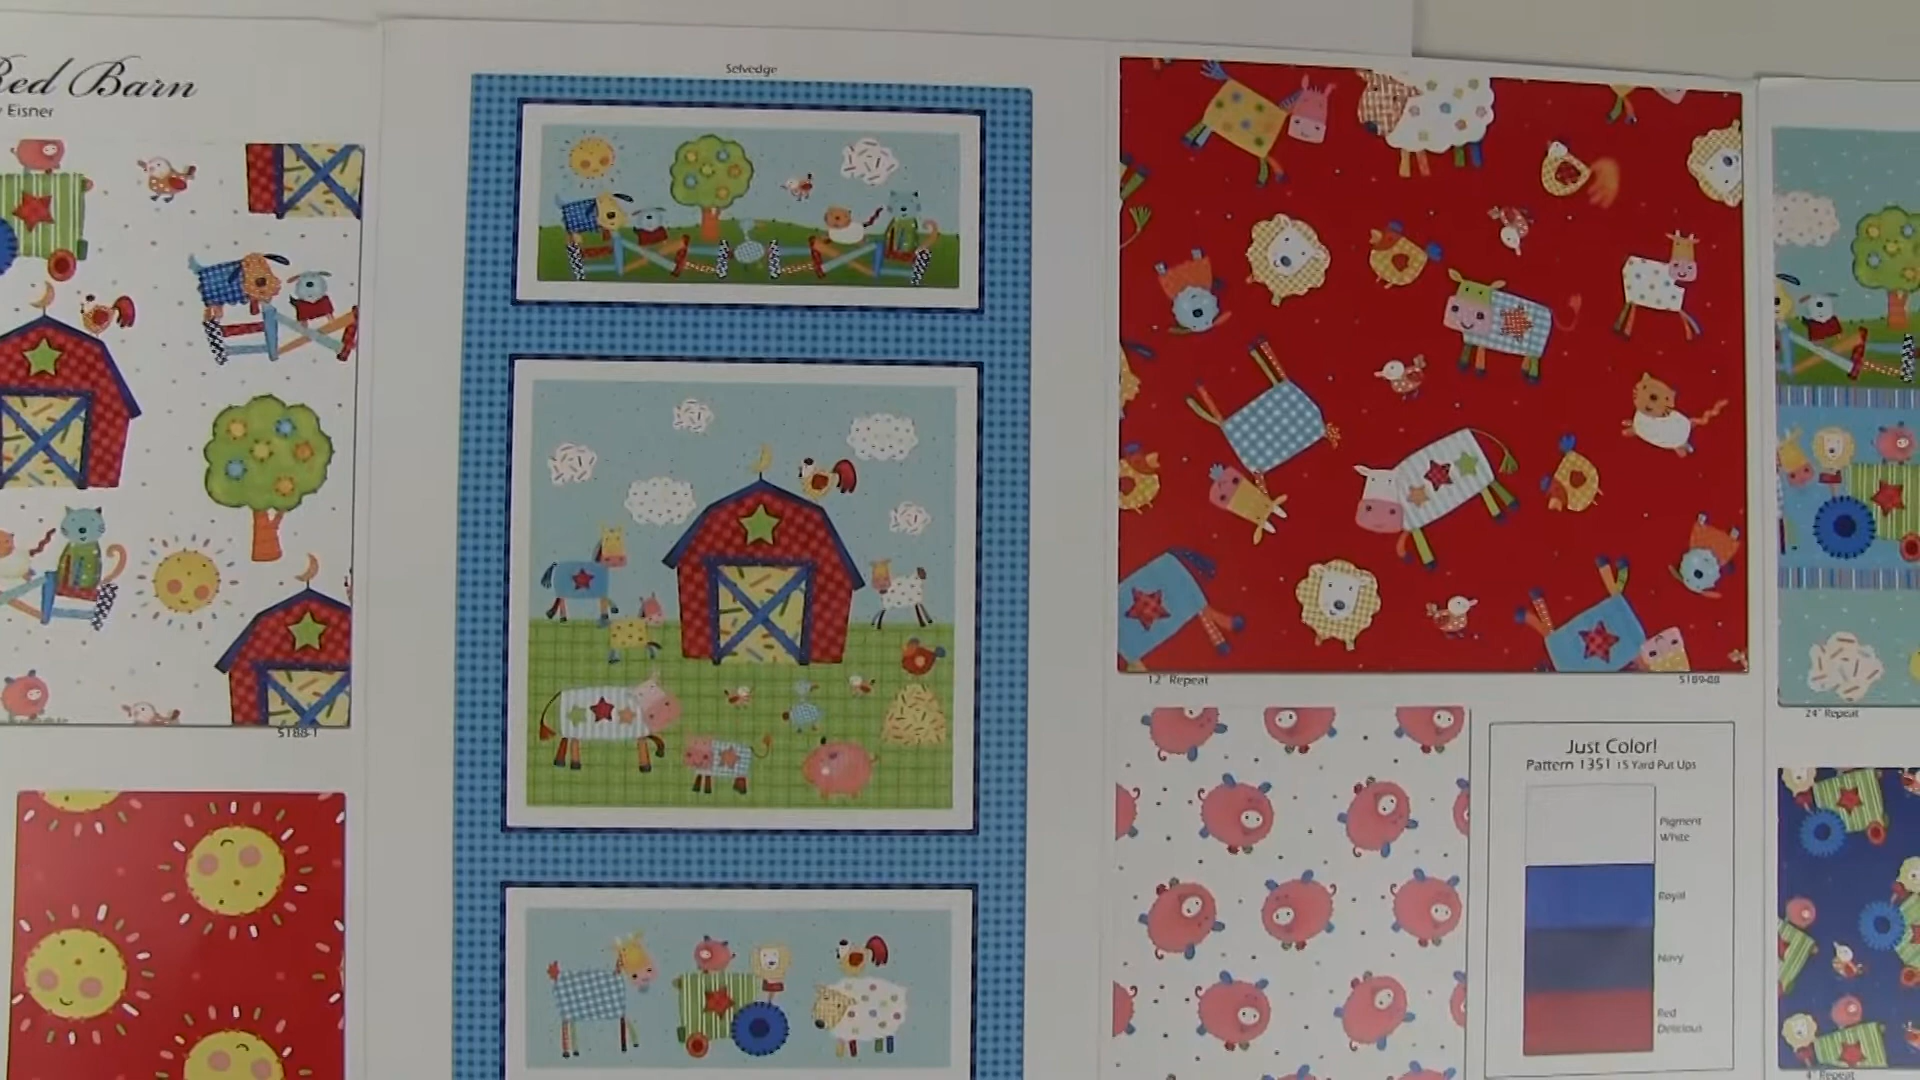 Red Barn
y Eisner
Selvedge
5188-1
12" Repeat
5189-88
Just Color!
Pattern 1351 15 Yard Put Ups
Pigment
White
Royal
Navy
Red
Delicious
24" Repeat
4" Repeat